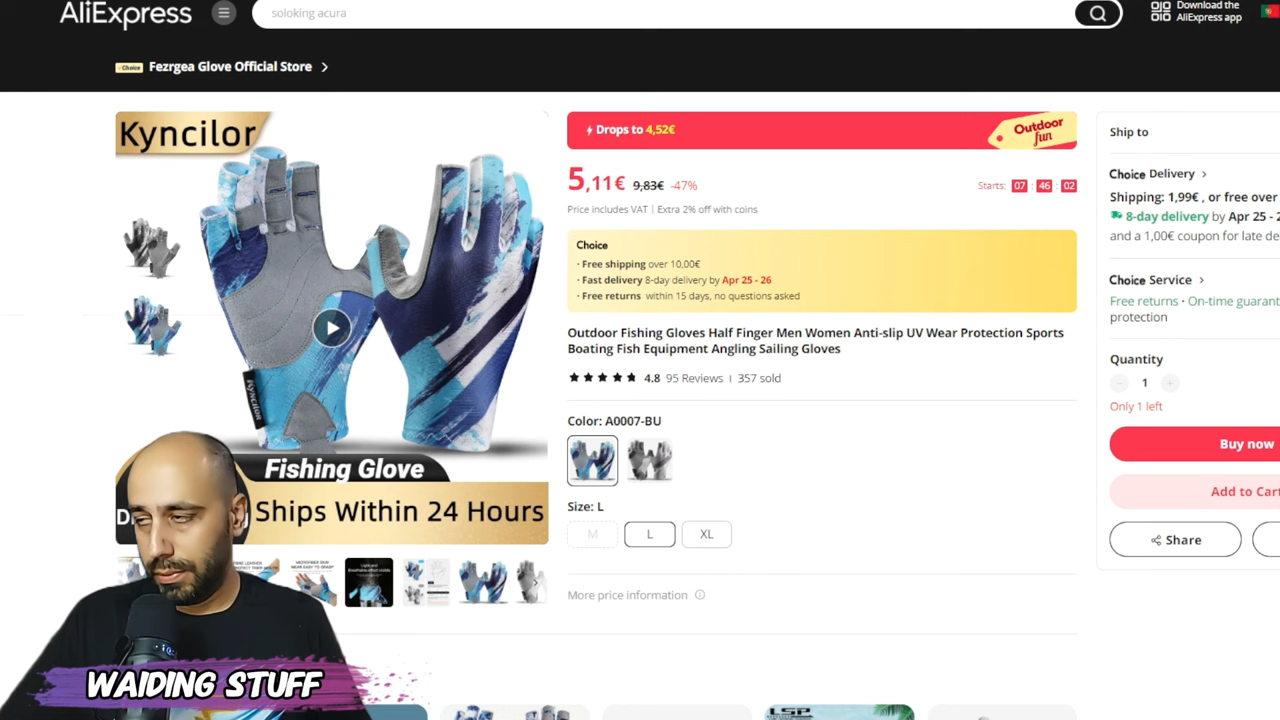 AliExpress
soloking acura
Download the
AliExpress app
Choice
Fezrgea Glove Official Store
Kyncilor
Kyncilor
Fishing Glove
Ships Within 24 Hours
Drops to 4,52€
Outdoor
fun
5,11€ 9,83€ -47%
Starts: 07 : 46 : 02
Price includes VAT | Extra 2% off with coins
Choice
· Free shipping over 10,00€
· Fast delivery 8-day delivery by Apr 25 - 26
· Free returns within 15 days, no questions asked
Outdoor Fishing Gloves Half Finger Men Women Anti-slip UV Wear Protection Sports
Boating Fish Equipment Angling Sailing Gloves
4.8 95 Reviews | 357 sold
Color: A0007-BU
Size: L
M L XL
More price information
Ship to
Choice Delivery
Shipping: 1,99€ , or free over
8-day delivery by Apr 25 -
and a 1,00€ coupon for late de
Choice Service
Free returns · On-time guarant
protection
Quantity
- 1 +
Only 1 left
Buy now
Add to Cart
Share
WAIDING STUFF
LSP